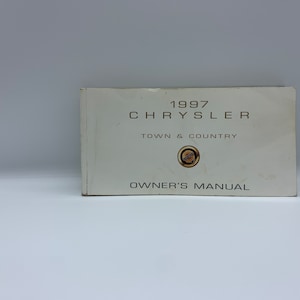 1997
CHRYSLER
TOWN & COUNTRY
OWNER'S MANUAL